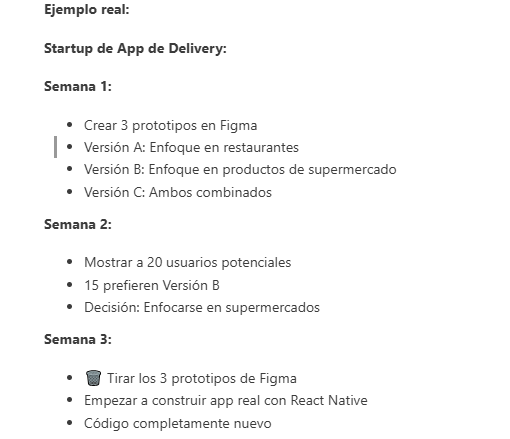 Ejemplo real:
Startup de App de Delivery:
Semana 1:
• Crear 3 prototipos en Figma
• Versión A: Enfoque en restaurantes
• Versión B: Enfoque en productos de supermercado
• Versión C: Ambos combinados
Semana 2:
• Mostrar a 20 usuarios potenciales
• 15 prefieren Versión B
• Decisión: Enfocarse en supermercados
Semana 3:
• 🗑️ Tirar los 3 prototipos de Figma
• Empezar a construir app real con React Native
• Código completamente nuevo